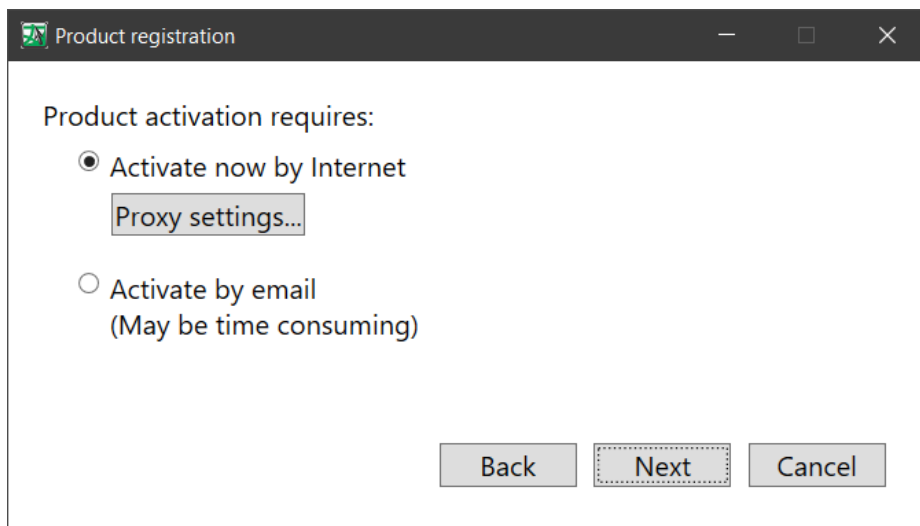 Product registration
Product activation requires:
Activate now by Internet
Proxy settings...
Activate by email
(May be time consuming)
Back Next Cancel